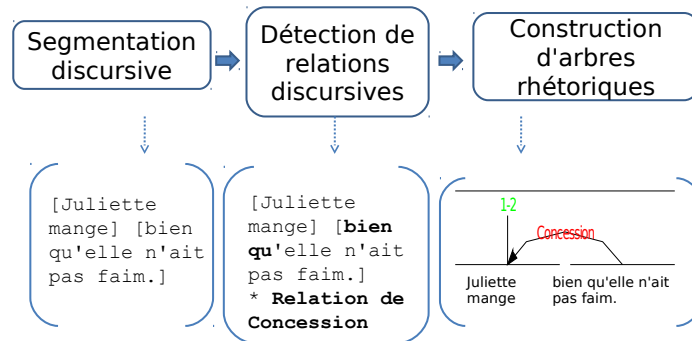 Segmentation
discursive
Détection de
relations
discursives
Construction
d'arbres
rhétoriques
[Juliette
mange] [bien
qu'elle n'ait
pas faim.]
[Juliette
mange] [bien
qu'elle n'ait
pas faim.]
* Relation de
Concession
1-2
Concession
Juliette
mange
bien qu'elle n'ait
pas faim.